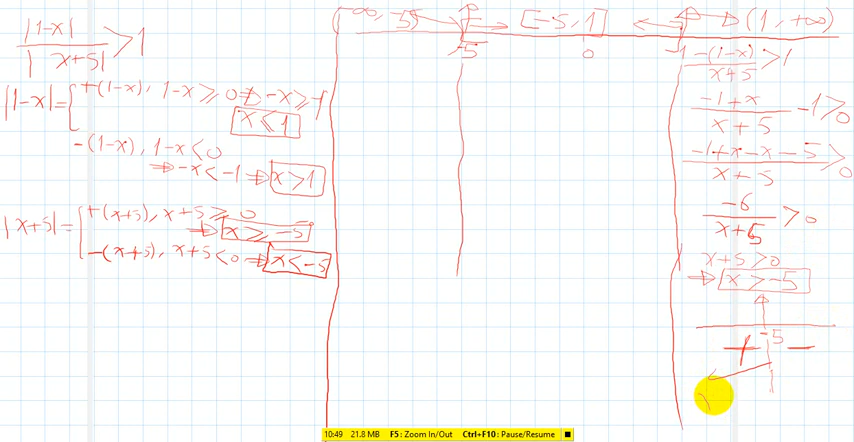 |1-x| / |x+5| > 1
|1-x| = { +(1-x), 1-x ⩾ 0 ⇒ -x ⩾ -1
x ⩽ 1
-(1-x), 1-x < 0
⇒ -x < -1 ⇒ x > 1
|x+5| = { +(x+5), x+5 ⩾ 0
⇒ x ⩾ -5
-(x+5), x+5 < 0 ⇒ x < -5
(-∞, -5) [-5, 1] (1, +∞)
-5 0 1
-(1-x) / x+5 > 1
-1+x / x+5 - 1 > 0
-1+x-x-5 / x+5 > 0
-6 / x+5 > 0
x+5 > 0
⇒ x > -5
-5
+ -
10:49 21.8 MB F5: Zoom In/Out Ctrl+F10: Pause/Resume